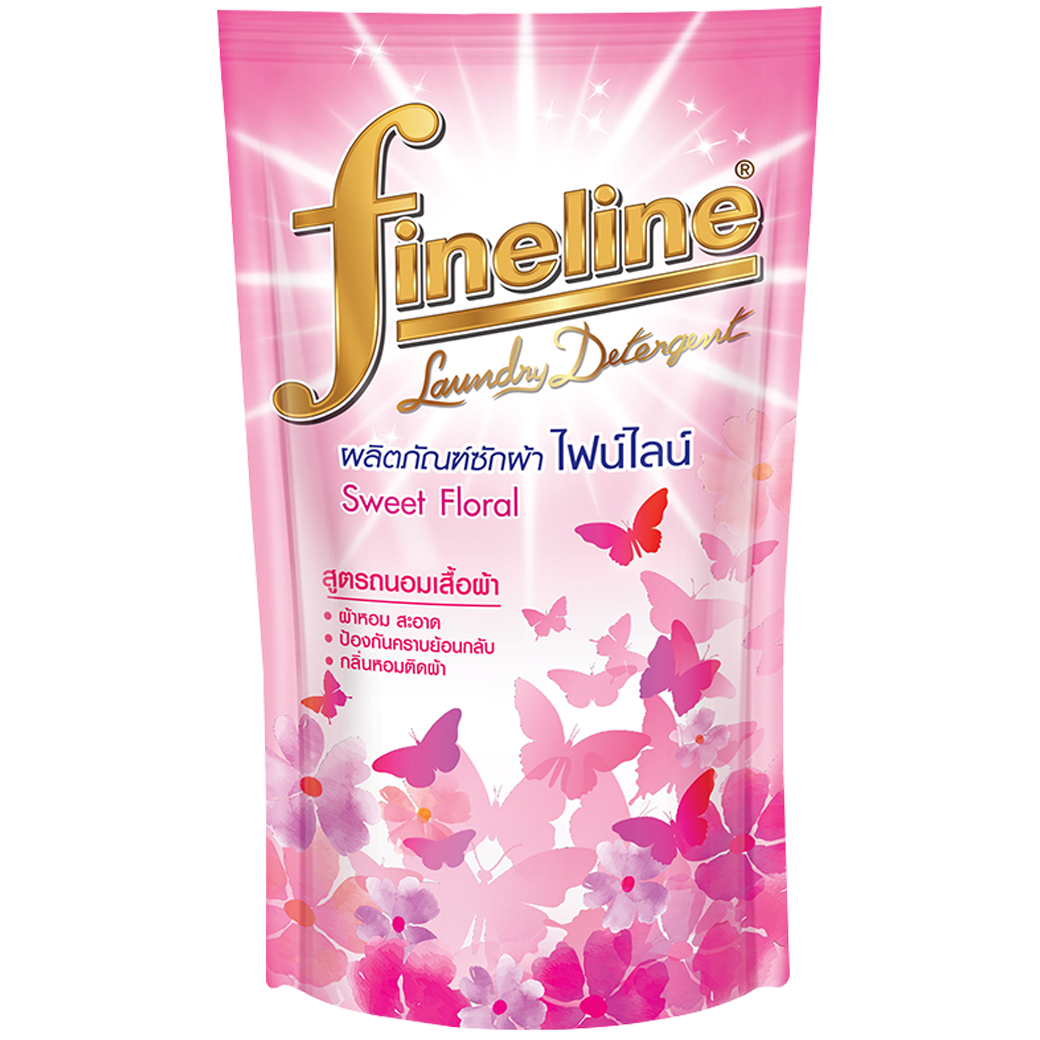 fineline®
Laundry Detergent
ผลิตภัณฑ์ซักผ้า ไฟน์ไลน์
Sweet Floral
สูตรถนอมเสื้อผ้า
• ผ้าหอม สะอาด
• ป้องกันคราบย้อนกลับ
• กลิ่นหอมติดผ้า